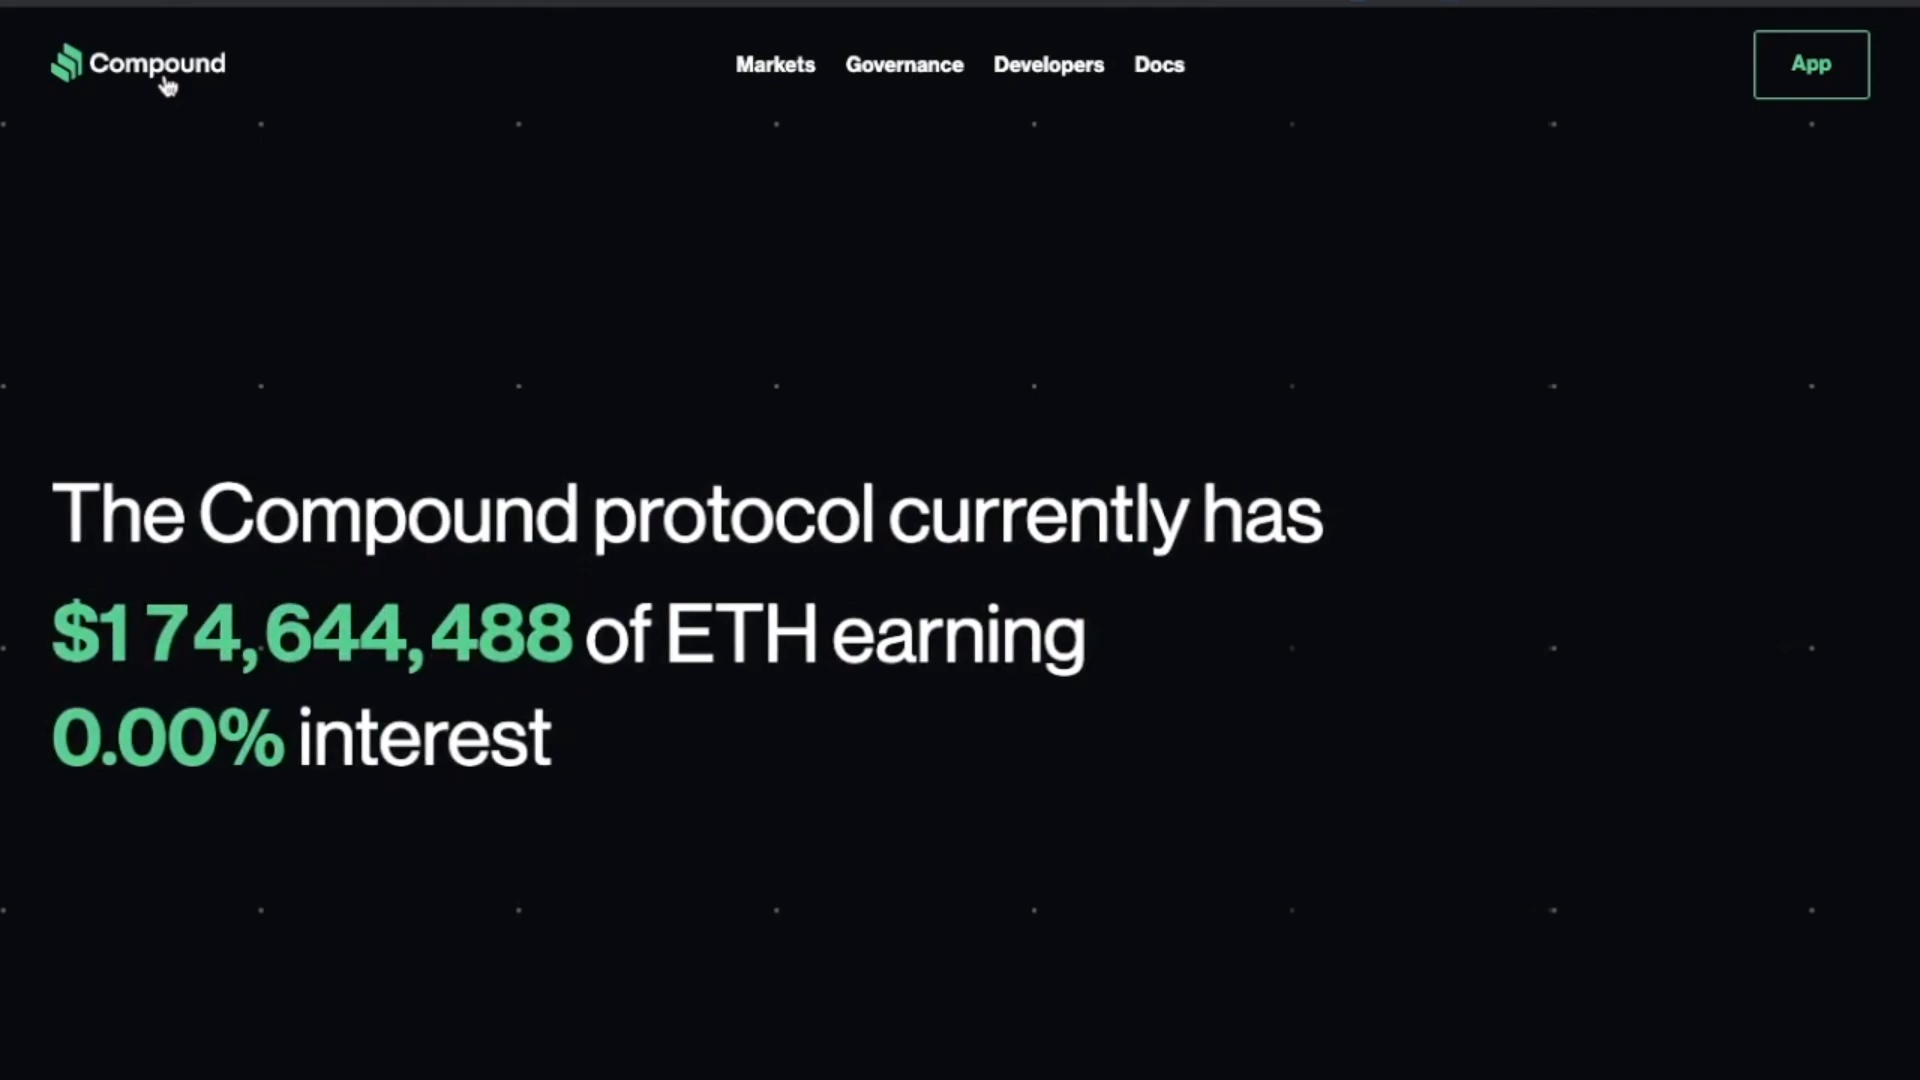 Compound
Markets Governance Developers Docs
App
The Compound protocol currently has
$174,644,488 of ETH earning
0.00% interest